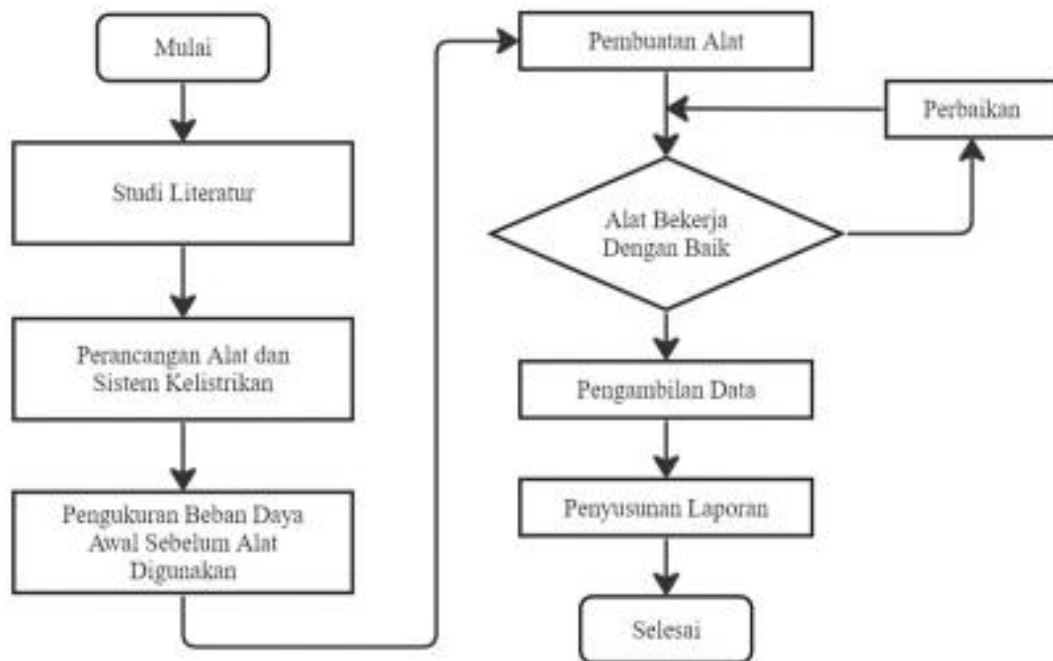 Mulai
Studi Literatur
Perancangan Alat dan
Sistem Kelistrikan
Pengukuran Beban Daya
Awal Sebelum Alat
Digunakan
Pembuatan Alat
Perbaikan
Alat Bekerja
Dengan Baik
Pengambilan Data
Penyusunan Laporan
Selesai